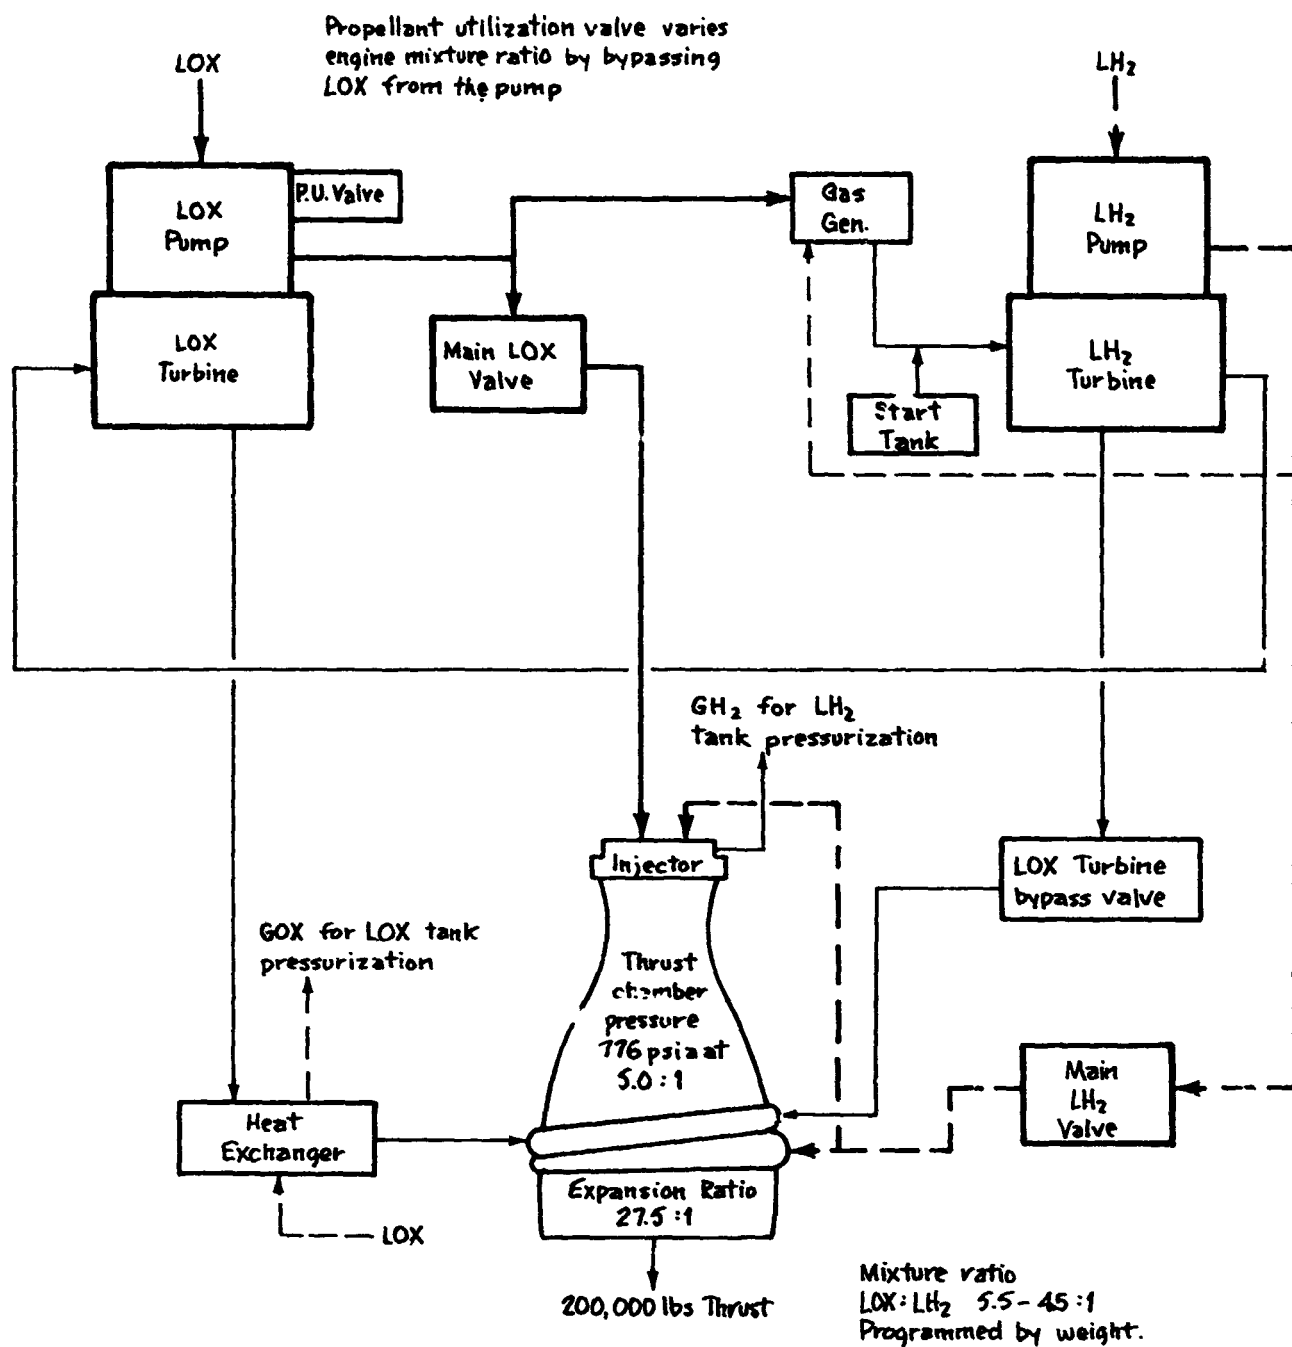 Propellant utilization valve varies
engine mixture ratio by bypassing
LOX from the pump
LOX
LH₂
LOX
Pump
P.U. Valve
Gas
Gen.
LH₂
Pump
LOX
Turbine
Main LOX
Valve
Start
Tank
LH₂
Turbine
GH₂ for LH₂
tank pressurization
Injector
LOX Turbine
bypass valve
GOX for LOX tank
pressurization
Thrust
chamber
pressure
776 psia at
5.0 : 1
Main
LH₂
Valve
Heat
Exchanger
Expansion Ratio
27.5 : 1
LOX
200,000 lbs Thrust
Mixture ratio
LOX : LH₂ 5.5 - 4.5 : 1
Programmed by weight.